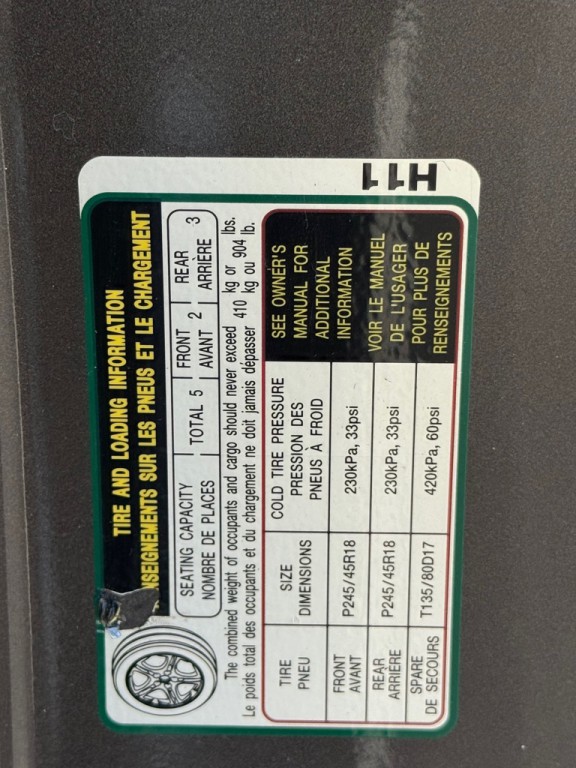 TIRE AND LOADING INFORMATION
NSEIGNEMENTS SUR LES PNEUS ET LE CHARGEMENT
SEATING CAPACITY
NOMBRE DE PLACES
TOTAL 5
FRONT
AVANT 2
REAR
ARRIÈRE 3
The combined weight of occupants and cargo should never exceed 410 kg or 904 lbs.
Le poids total des occupants et du chargement ne doit jamais dépasser 410 kg ou 904 lb.
TIRE
PNEU
SIZE
DIMENSIONS
COLD TIRE PRESSURE
PRESSION DES
PNEUS À FROID
FRONT
AVANT
P245/45R18
230kPa, 33psi
REAR
ARRIERE
P245/45R18
230kPa, 33psi
SPARE
DE SECOURS
T135/80D17
420kPa, 60psi
SEE OWNER'S
MANUAL FOR
ADDITIONAL
INFORMATION
VOIR LE MANUEL
DE L'USAGER
POUR PLUS DE
RENSEIGNEMENTS
H11